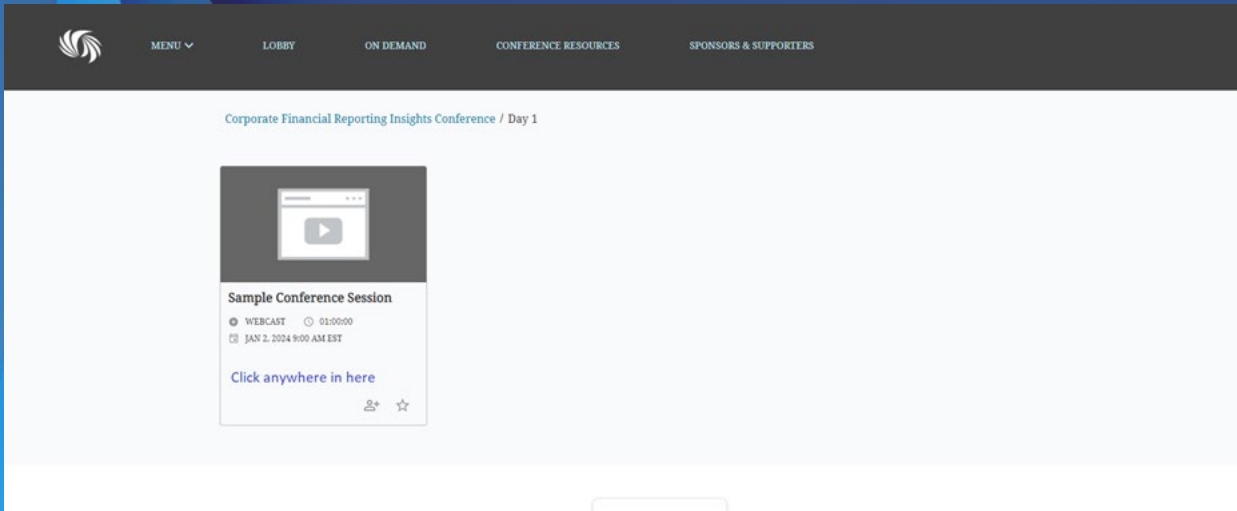 MENU LOBBY ON DEMAND CONFERENCE RESOURCES SPONSORS & SUPPORTERS
Corporate Financial Reporting Insights Conference / Day 1
Sample Conference Session
WEBCAST 01:00:00
JAN 2, 2024 9:00 AM EST
Click anywhere in here